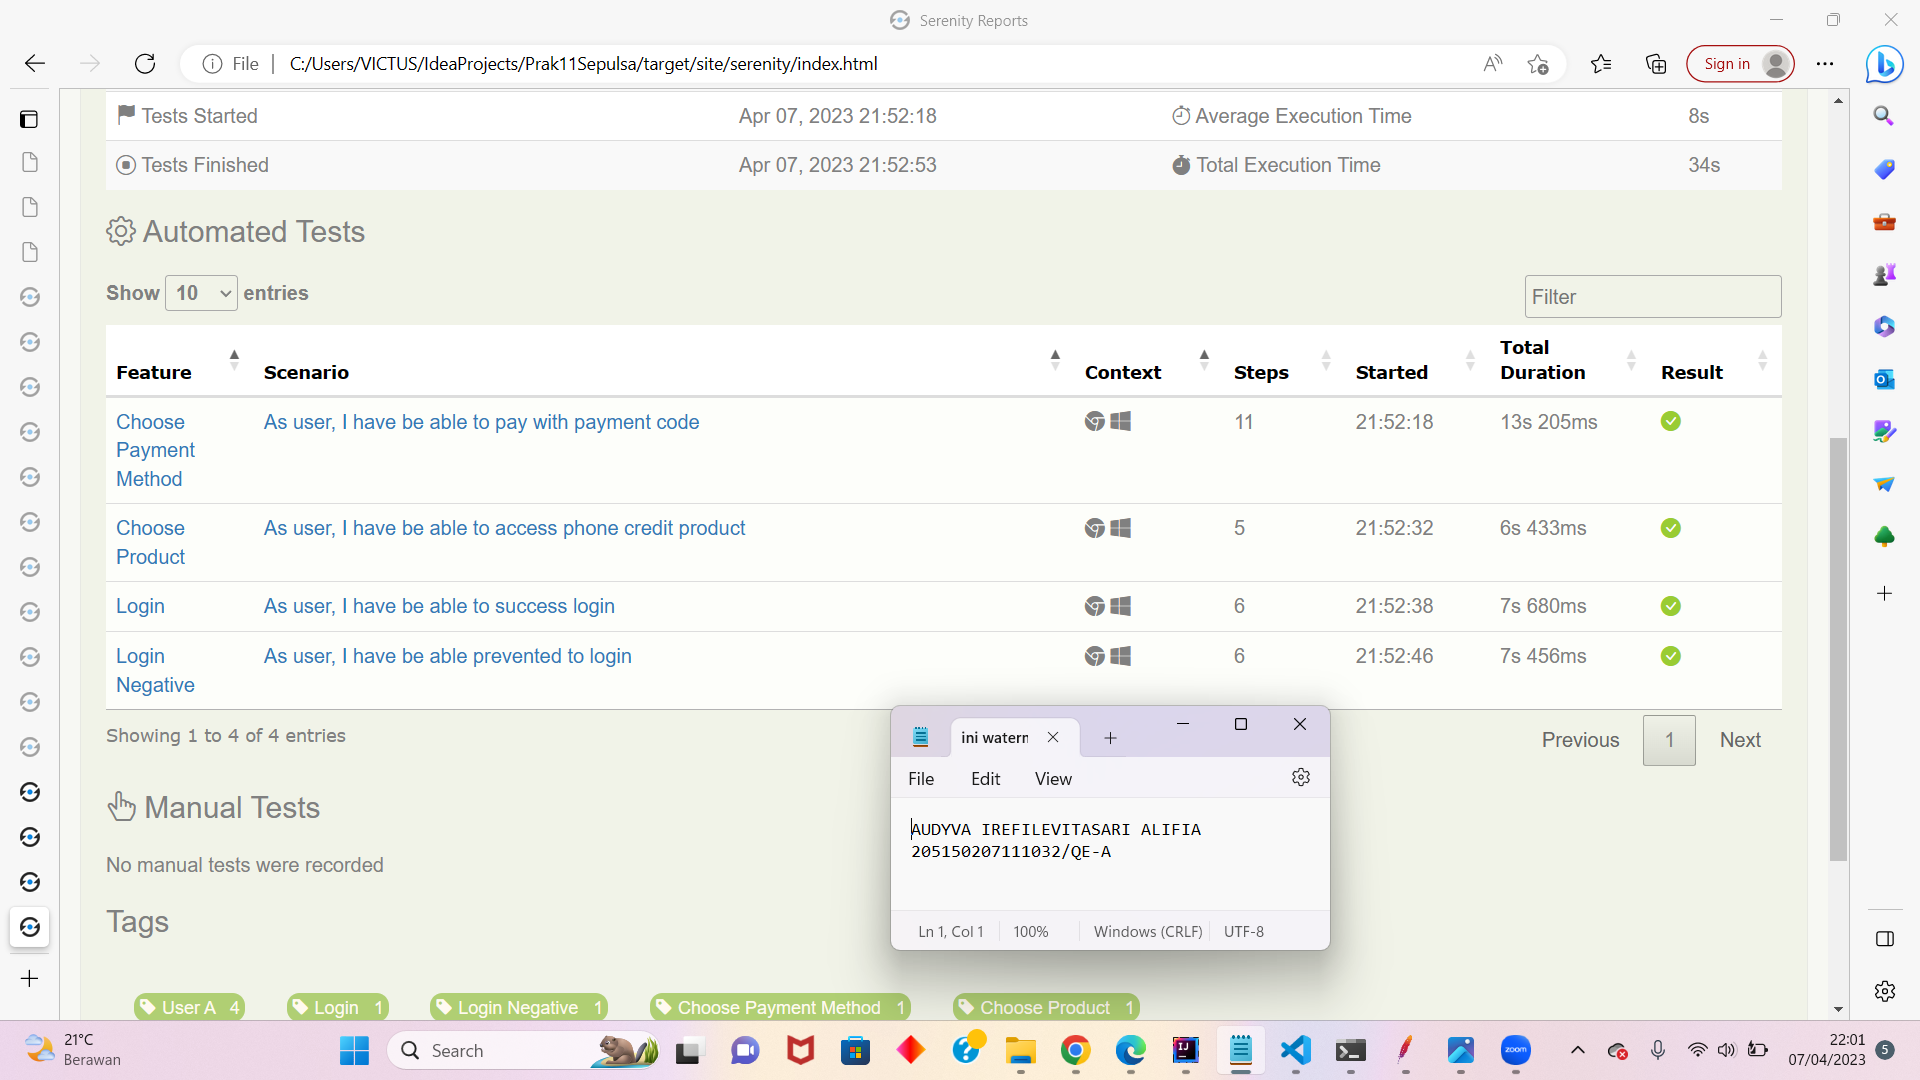 Serenity Reports
File C:/Users/VICTUS/IdeaProjects/Prak11Sepulsa/target/site/serenity/index.html
Sign in
Tests Started Apr 07, 2023 21:52:18 Average Execution Time 8s
Tests Finished Apr 07, 2023 21:52:53 Total Execution Time 34s
Automated Tests
Show 10 entries
Filter
Feature Scenario Context Steps Started Total Duration Result
Choose Payment Method As user, I have be able to pay with payment code 11 21:52:18 13s 205ms
Choose Product As user, I have be able to access phone credit product 5 21:52:32 6s 433ms
Login As user, I have be able to success login 6 21:52:38 7s 680ms
Login Negative As user, I have be able prevented to login 6 21:52:46 7s 456ms
Showing 1 to 4 of 4 entries
Previous 1 Next
Manual Tests
No manual tests were recorded
Tags
User A 4 Login 1 Login Negative 1 Choose Payment Method 1 Choose Product 1
ini watern
File Edit View
AUDYVA IREFILEVITASARI ALIFIA
205150207111032/QE-A
Ln 1, Col 1 100% Windows (CRLF) UTF-8
21°C
Berawan
Search
zoom
22:01
07/04/2023
5